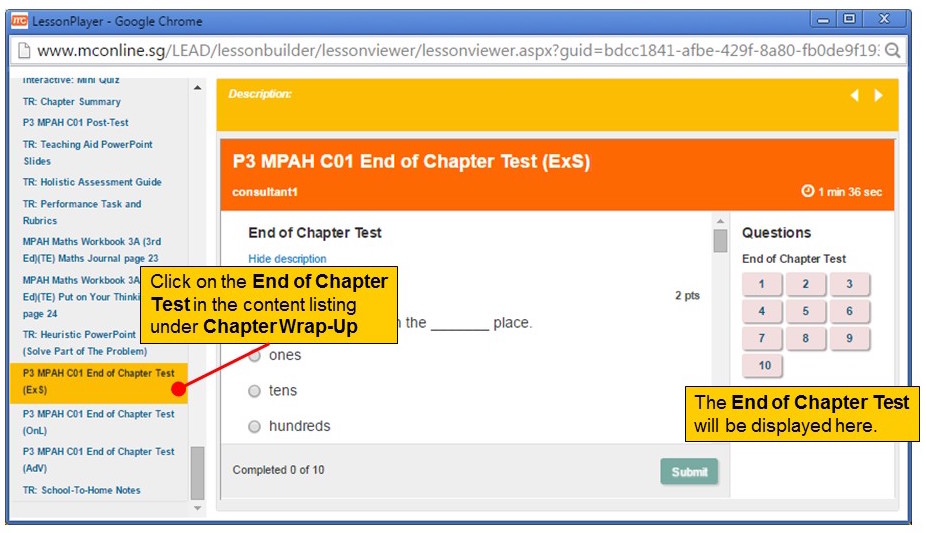 mc LessonPlayer - Google Chrome
www.mconline.sg/LEAD/lessonbuilder/lessonviewer/lessonviewer.aspx?guid=bdcc1841-afbe-429f-8a80-fb0de9f19
Interactive: Mini Quiz
TR: Chapter Summary
P3 MPAH C01 Post-Test
TR: Teaching Aid PowerPoint
Slides
TR: Holistic Assessment Guide
TR: Performance Task and
Rubrics
MPAH Maths Workbook 3A (3rd
Ed)(TE) Maths Journal page 23
MPAH Maths Workbook 3A
Ed)(TE) Put on Your
page 24
TR: Heuristic PowerPoint
(Solve Part of The Problem)
P3 MPAH C01 End of Chapter Test
(ExS)
P3 MPAH C01 End of Chapter Test
(OnL)
P3 MPAH C01 End of Chapter Test
(AdV)
TR: School-To-Home Notes
Click on the End of Chapter
Test in the content listing
under Chapter Wrap-Up
Description:
P3 MPAH C01 End of Chapter Test (ExS)
consultant1
1 min 36 sec
End of Chapter Test
Hide description
2 pts
the _______ place.
ones
tens
hundreds
Completed 0 of 10
Submit
Questions
End of Chapter Test
1 2 3
4 5 6
7 8 9
10
The End of Chapter Test
will be displayed here.